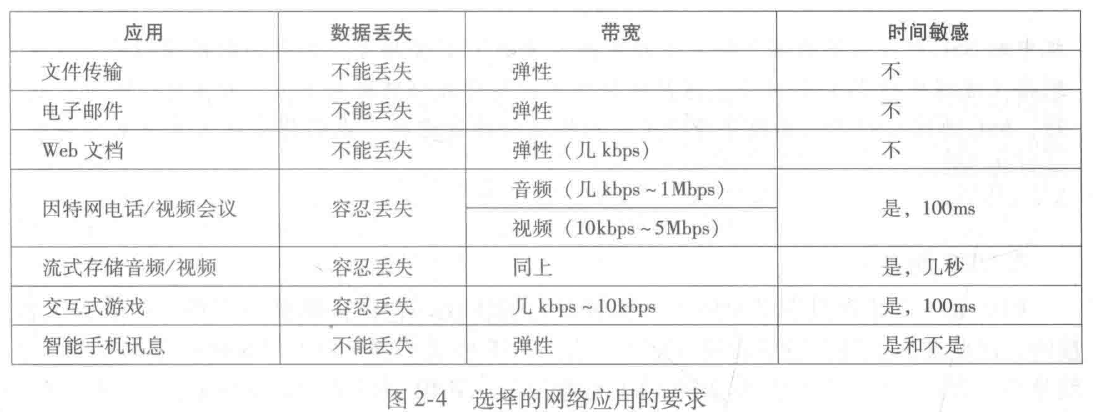 应用 数据丢失 带宽 时间敏感
文件传输 不能丢失 弹性 不
电子邮件 不能丢失 弹性 不
Web 文档 不能丢失 弹性（几 kbps） 不
因特网电话/视频会议 容忍丢失 音频（几 kbps ~ 1Mbps） 是，100ms
视频（10kbps ~ 5Mbps）
流式存储音频/视频 容忍丢失 同上 是，几秒
交互式游戏 容忍丢失 几 kbps ~ 10kbps 是，100ms
智能手机讯息 不能丢失 弹性 是和不是
图 2-4 选择的网络应用的要求